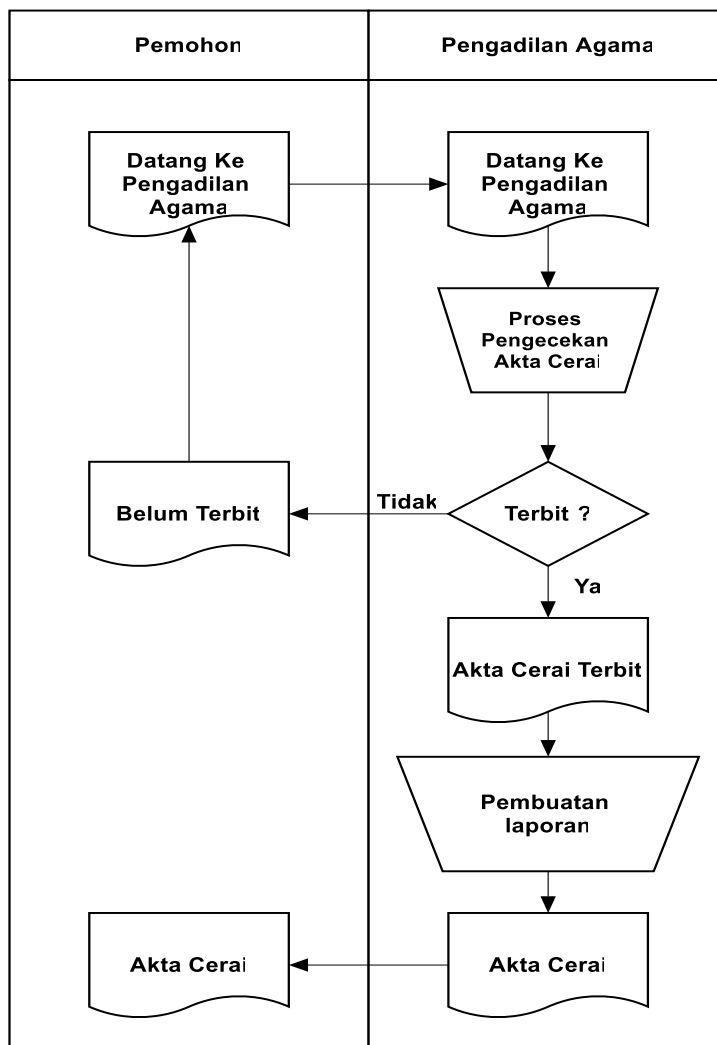 Pemohon
Pengadilan Agama
Datang Ke
Pengadilan
Agama
Datang Ke
Pengadilan
Agama
Proses
Pengecekan
Akta Cerai
Belum Terbit
Tidak
Terbit ?
Ya
Akta Cerai Terbit
Pembuatan
laporan
Akta Cerai
Akta Cerai